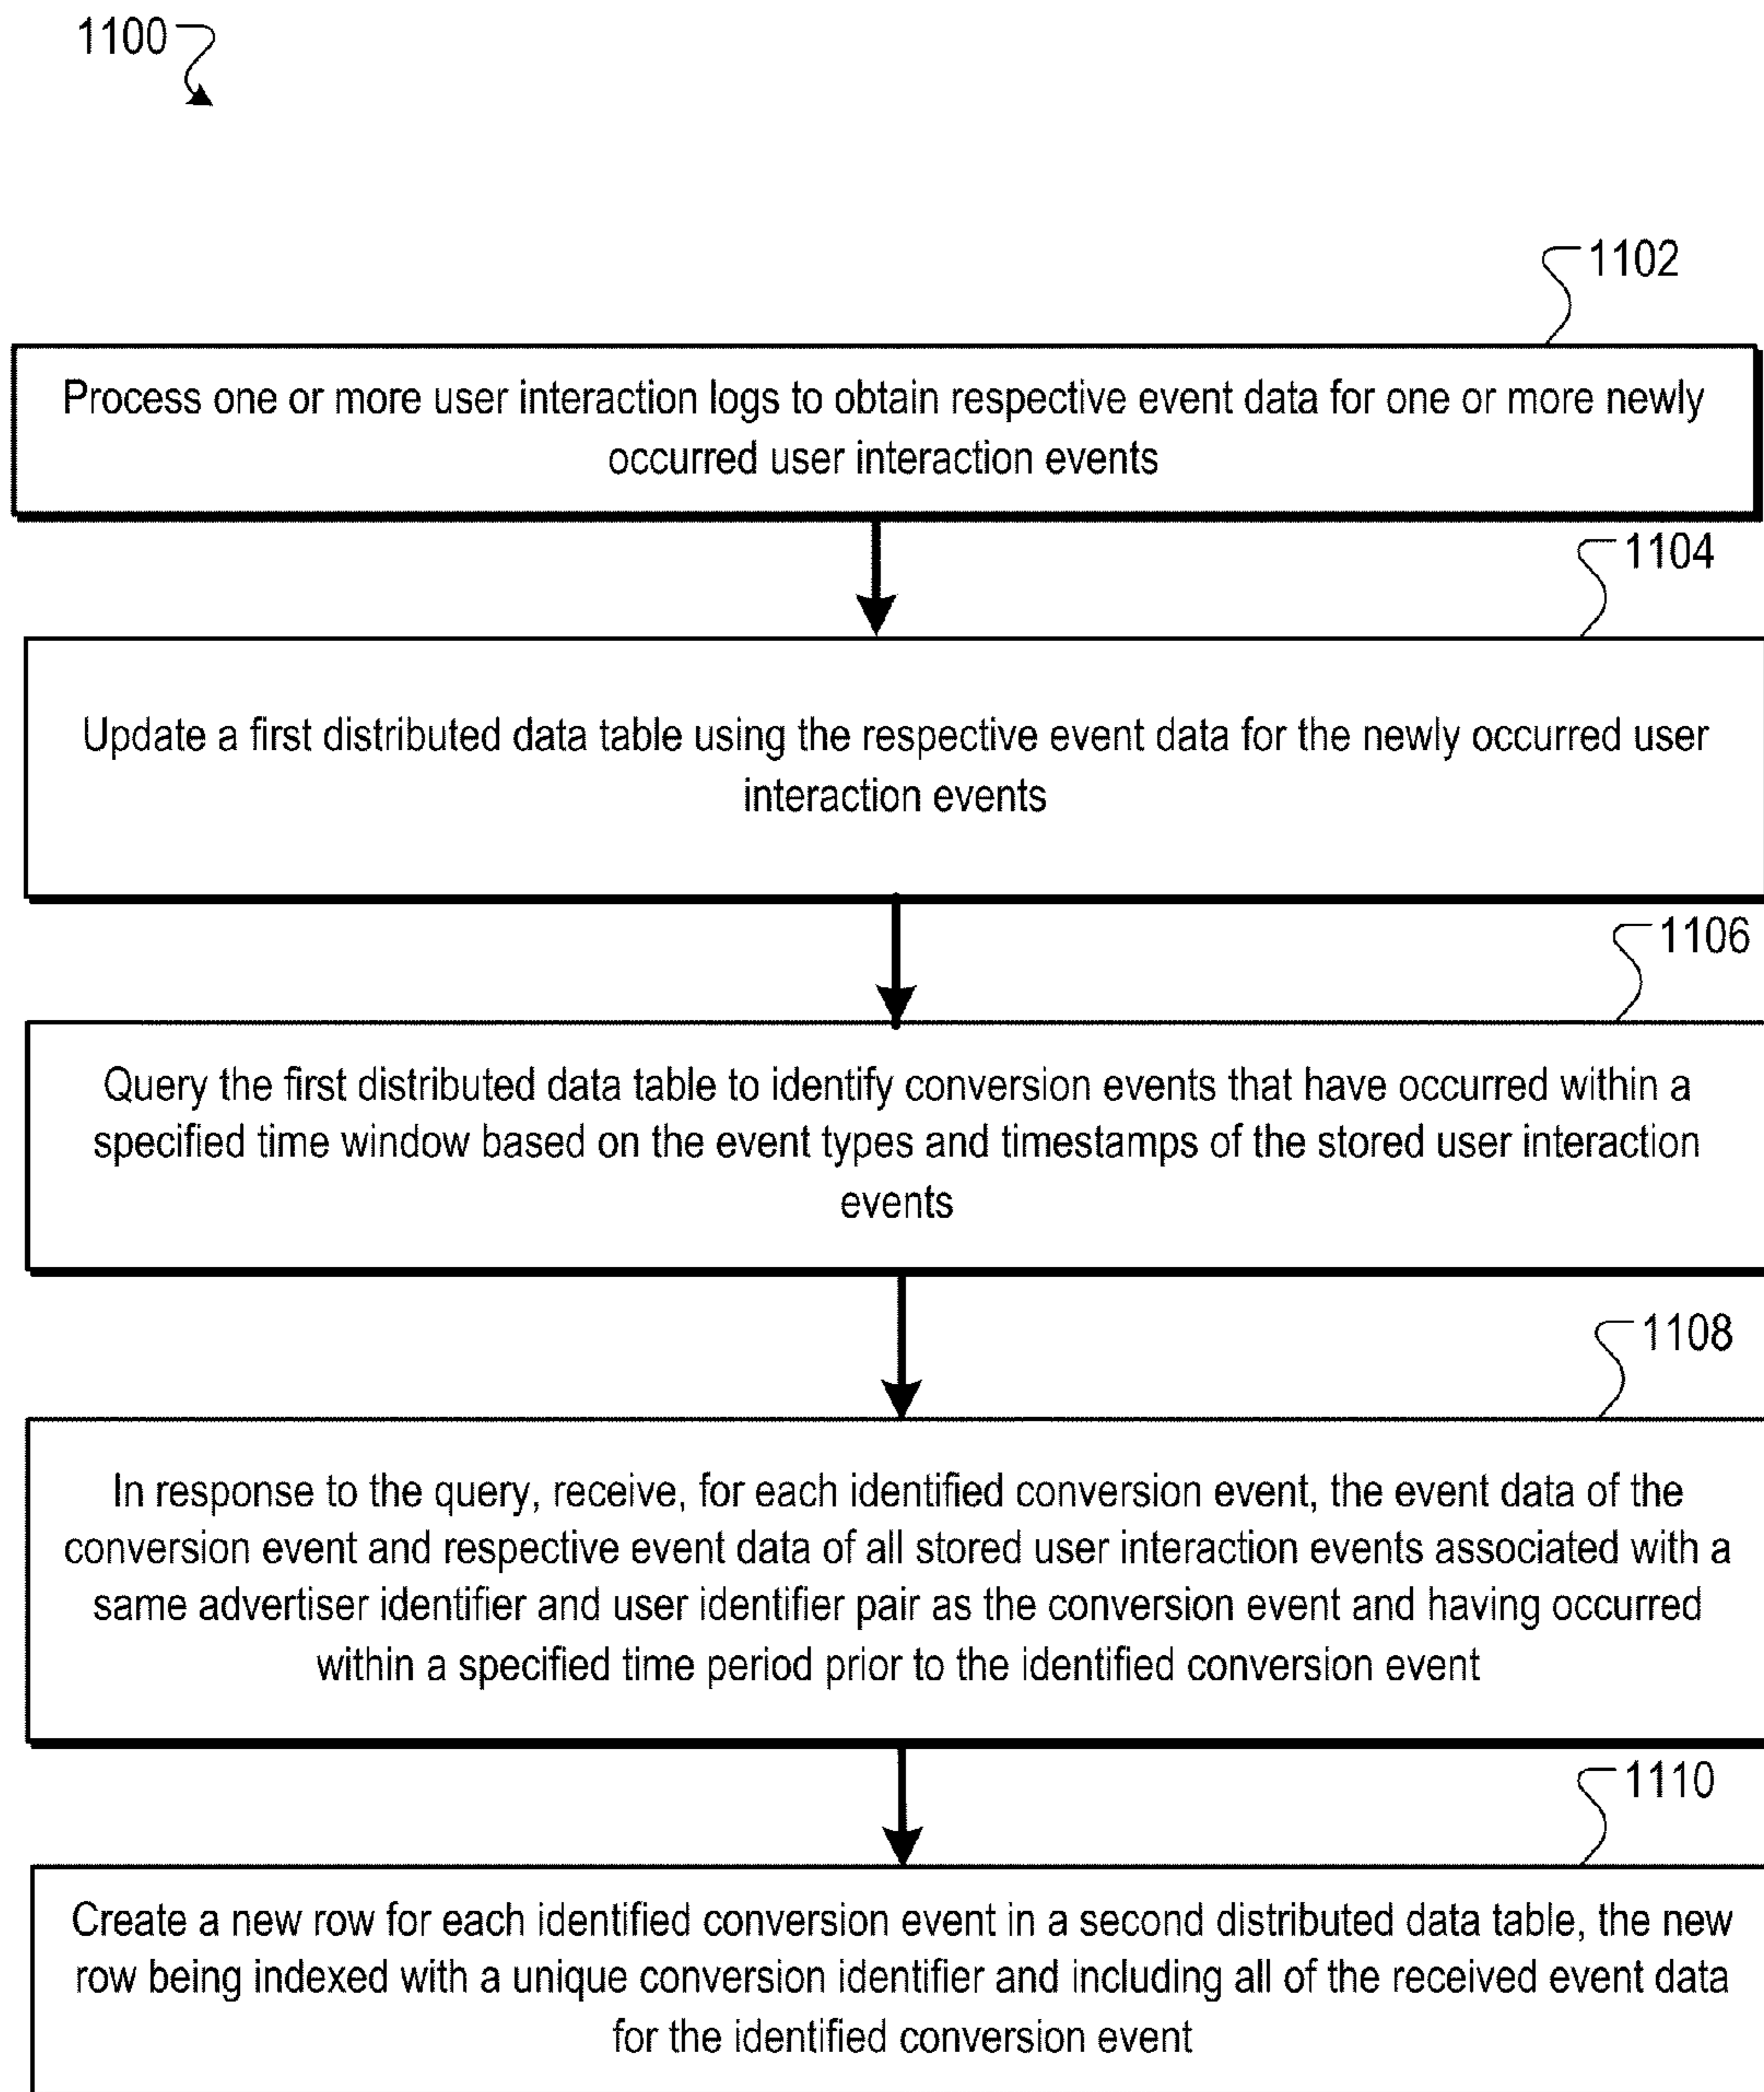 1100
1102
Process one or more user interaction logs to obtain respective event data for one or more newly
occurred user interaction events
1104
Update a first distributed data table using the respective event data for the newly occurred user
interaction events
1106
Query the first distributed data table to identify conversion events that have occurred within a
specified time window based on the event types and timestamps of the stored user interaction
events
1108
In response to the query, receive, for each identified conversion event, the event data of the
conversion event and respective event data of all stored user interaction events associated with a
same advertiser identifier and user identifier pair as the conversion event and having occurred
within a specified time period prior to the identified conversion event
1110
Create a new row for each identified conversion event in a second distributed data table, the new
row being indexed with a unique conversion identifier and including all of the received event data
for the identified conversion event